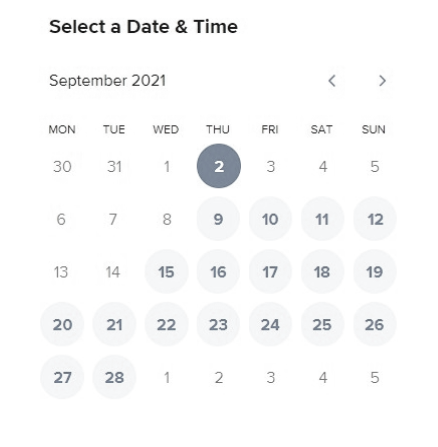 Select a Date & Time
September 2021
MON TUE WED THU FRI SAT SUN
30 31 1 2 3 4 5
6 7 8 9 10 11 12
13 14 15 16 17 18 19
20 21 22 23 24 25 26
27 28 1 2 3 4 5